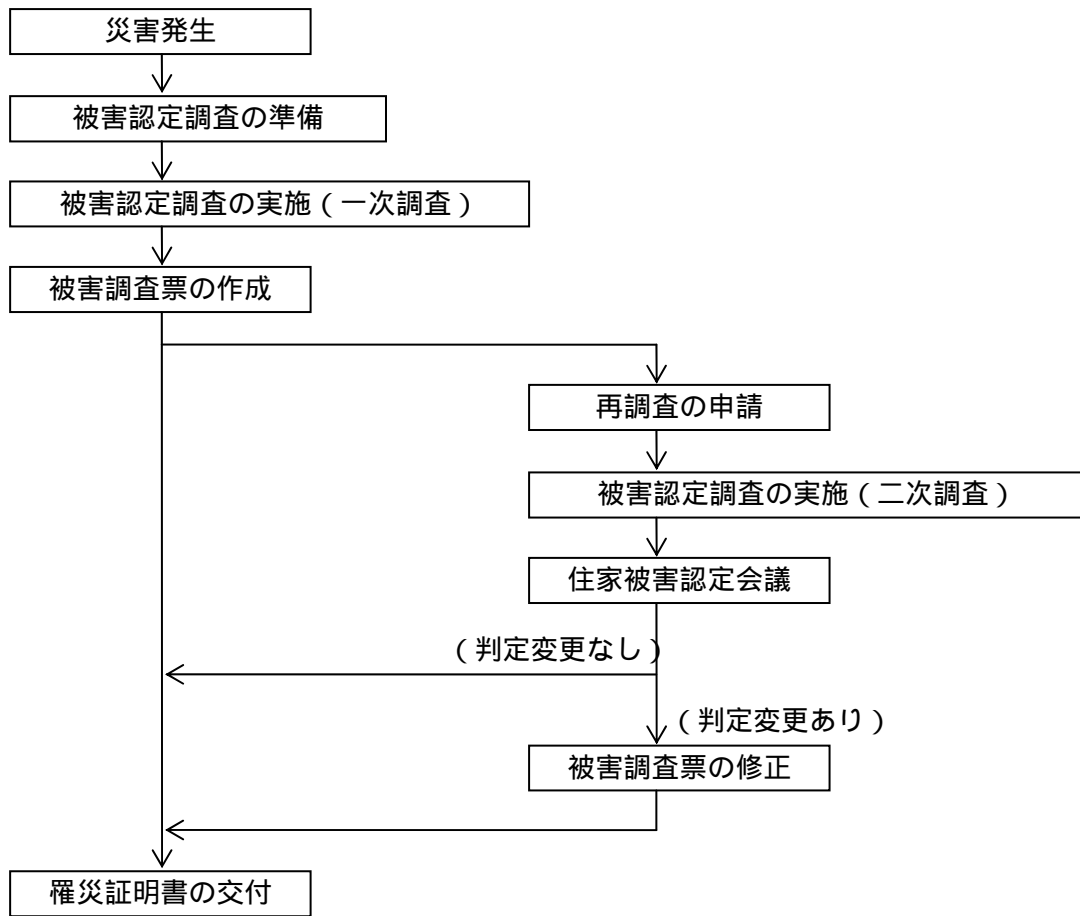 災害発生
被害認定調査の準備
被害認定調査の実施(一次調査)
被害調査票の作成
再調査の申請
被害認定調査の実施(二次調査)
住家被害認定会議
(判定変更なし)
(判定変更あり)
被害調査票の修正
罹災証明書の交付